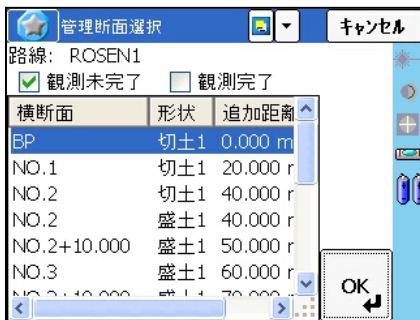 管理断面選択
キャンセル
路線: ROSEN1
観測未完了 観測完了
横断面 形状 追加距離
BP 切土1 0.000 m
NO.1 切土1 20.000 r
NO.2 切土1 40.000 r
NO.2 盛土1 40.000 r
NO.2+10.000 盛土1 50.000 r
NO.3 盛土1 60.000 r
OK